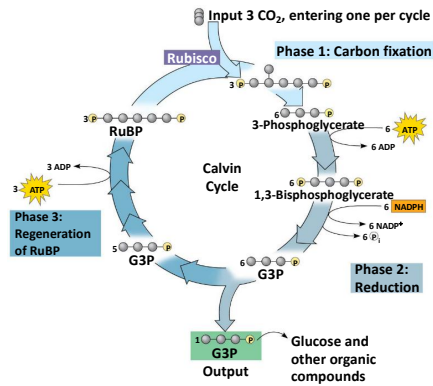 Input 3 CO₂, entering one per cycle
Phase 1: Carbon fixation
Rubisco
3 P P
3 P P
RuBP
6 P
3-Phosphoglycerate
6 ATP
6 ADP
3 ADP
3 ATP
Calvin
Cycle
6 P P
1,3-Bisphosphoglycerate
6 NADPH
6 NADP⁺
6 Pᵢ
Phase 3:
Regeneration
of RuBP
5 P
G3P
6 P
G3P
Phase 2:
Reduction
1 P
G3P
Output
Glucose and
other organic
compounds